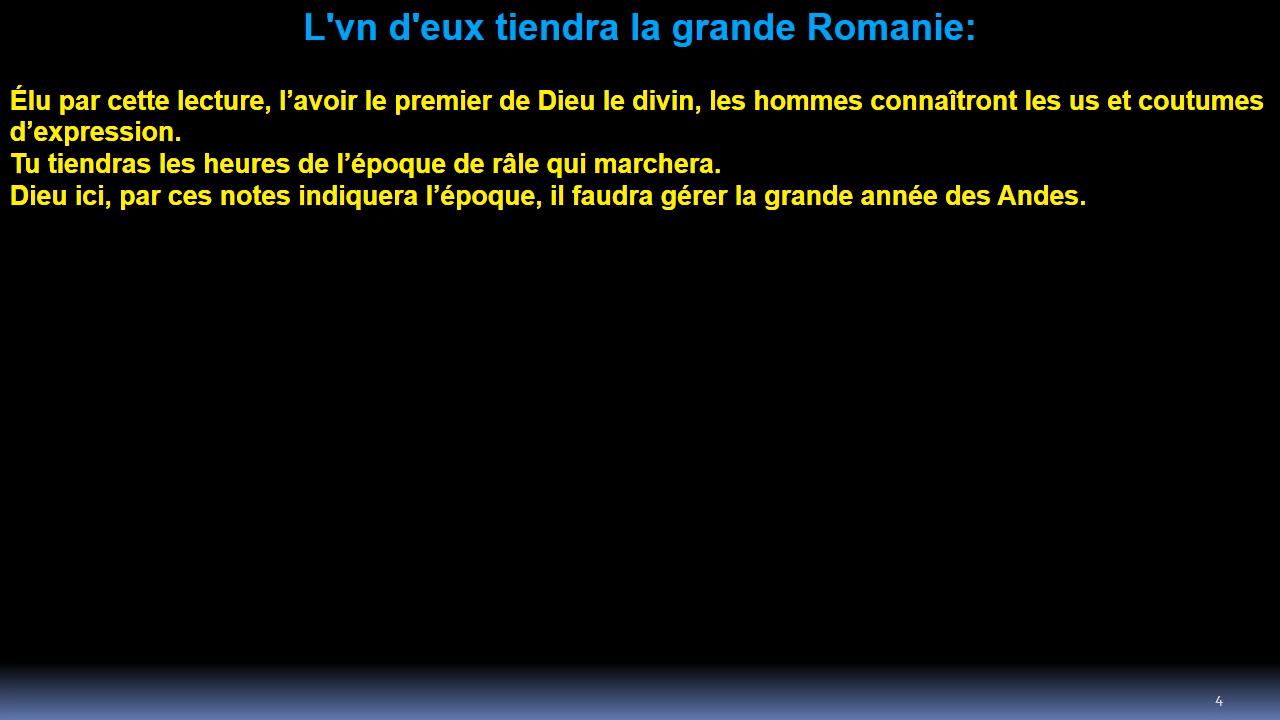 L'vn d'eux tiendra la grande Romanie:
Élu par cette lecture, l’avoir le premier de Dieu le divin, les hommes connaîtront les us et coutumes
d’expression.
Tu tiendras les heures de l’époque de râle qui marchera.
Dieu ici, par ces notes indiquera l’époque, il faudra gérer la grande année des Andes.
4